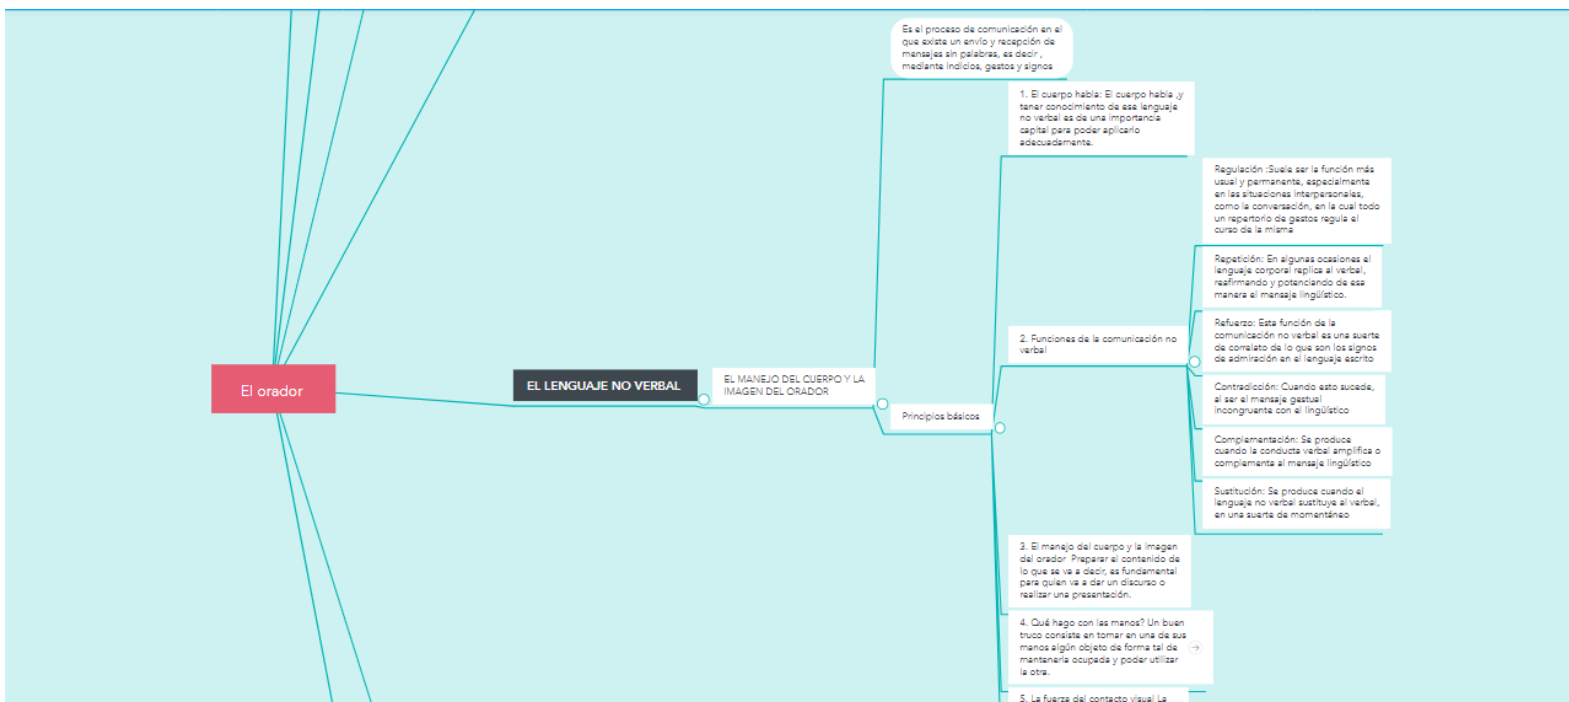 Es el proceso de comunicación en el
que existe un envío y recepción de
mensajes sin palabras, es decir ,
mediante indicios, gestos y signos
1. El cuerpo habla: El cuerpo habla ,y
tener conocimiento de ese lenguaje
no verbal es de una importancia
capital para poder aplicarlo
adecuadamente.
Regulación :Suele ser la función más
usual y permanente, especialmente
en las situaciones interpersonales,
como la conversación, en la cual todo
un repertorio de gestos regula el
curso de la misma
Repetición: En algunas ocasiones el
lenguaje corporal replica al verbal,
reafirmando y potenciando de esa
manera el mensaje lingüístico.
2. Funciones de la comunicación no
verbal
Refuerzo: Esta función de la
comunicación no verbal es una suerte
de correlato de lo que son los signos
de admiración en el lenguaje escrito
El orador
EL LENGUAJE NO VERBAL
EL MANEJO DEL CUERPO Y LA
IMAGEN DEL ORADOR
Principios básicos
Contradicción: Cuando esto sucede,
al ser el mensaje gestual
incongruente con el lingüístico
Complementación: Se produce
cuando la conducta verbal amplifica o
complementa al mensaje lingüístico
Sustitución: Se produce cuando el
lenguaje no verbal sustituye al verbal,
en una suerte de momentáneo
3. El manejo del cuerpo y la imagen
del orador Preparar el contenido de
lo que se va a decir, es fundamental
para quien va a dar un discurso o
realizar una presentación.
4. Qué hago con las manos? Un buen
truco consiste en tomar en una de sus
manos algún objeto de forma tal de
mantenerla ocupada y poder utilizar
la otra.
5. La fuerza del contacto visual La